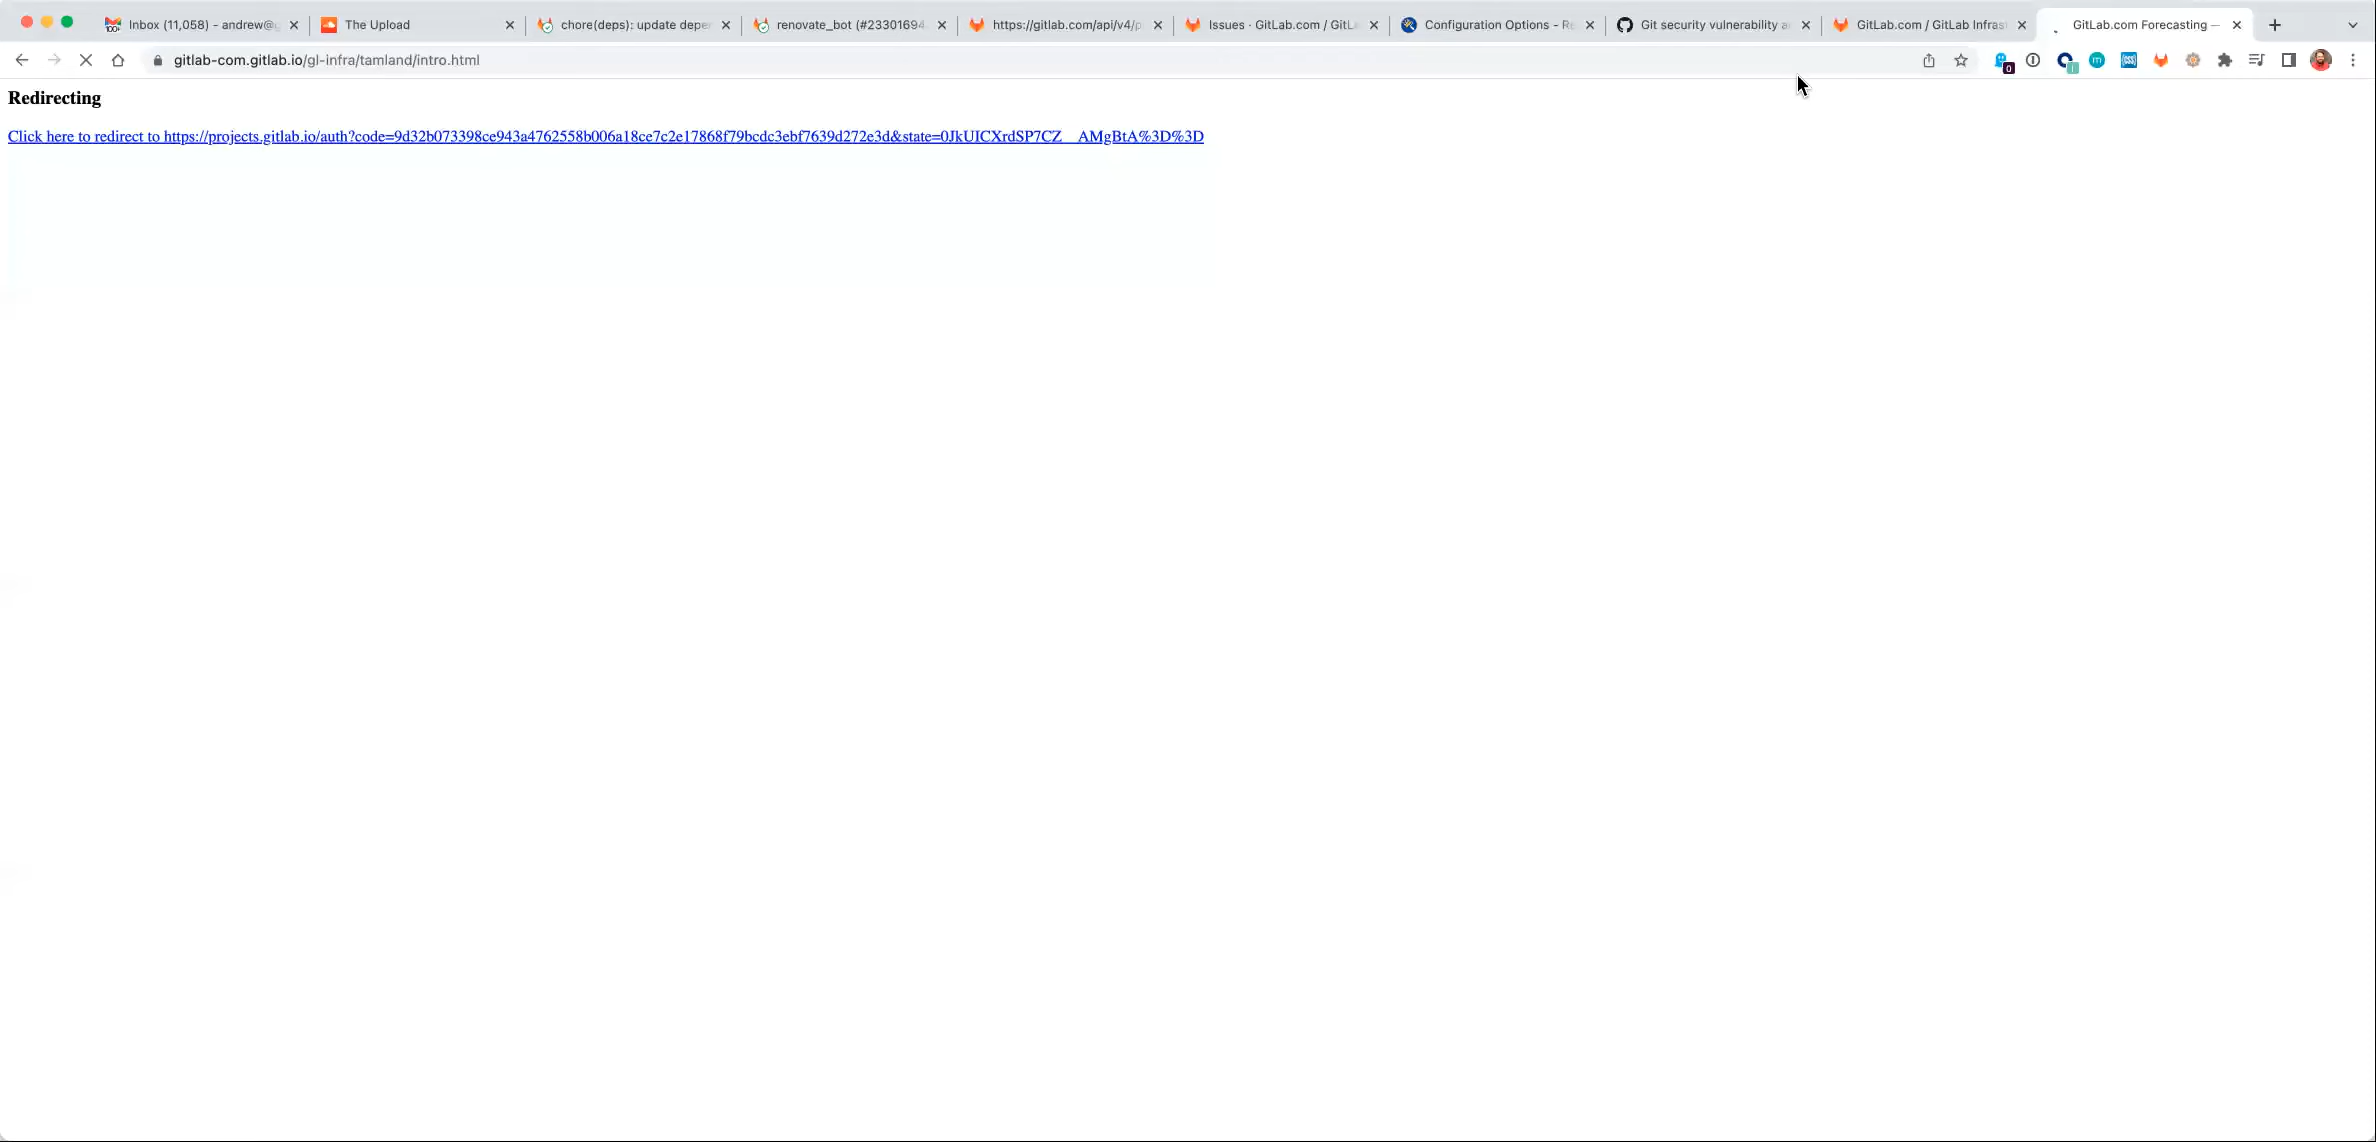 Inbox (11,058) - andrew@g
The Upload
chore(deps): update depe
renovate_bot (#23301694
https://gitlab.com/api/v4/p
Issues · GitLab.com / GitLa
Configuration Options - Re
Git security vulnerability a
GitLab.com / GitLab Infras
GitLab.com Forecasting —
gitlab-com.gitlab.io/gl-infra/tamland/intro.html
Redirecting
Click here to redirect to https://projects.gitlab.io/auth?code=9d32b073398ce943a4762558b006a18ce7c2e17868f79bcdc3ebf7639d272e3d&state=0JkUICXrdSP7CZ__AMgBtA%3D%3D